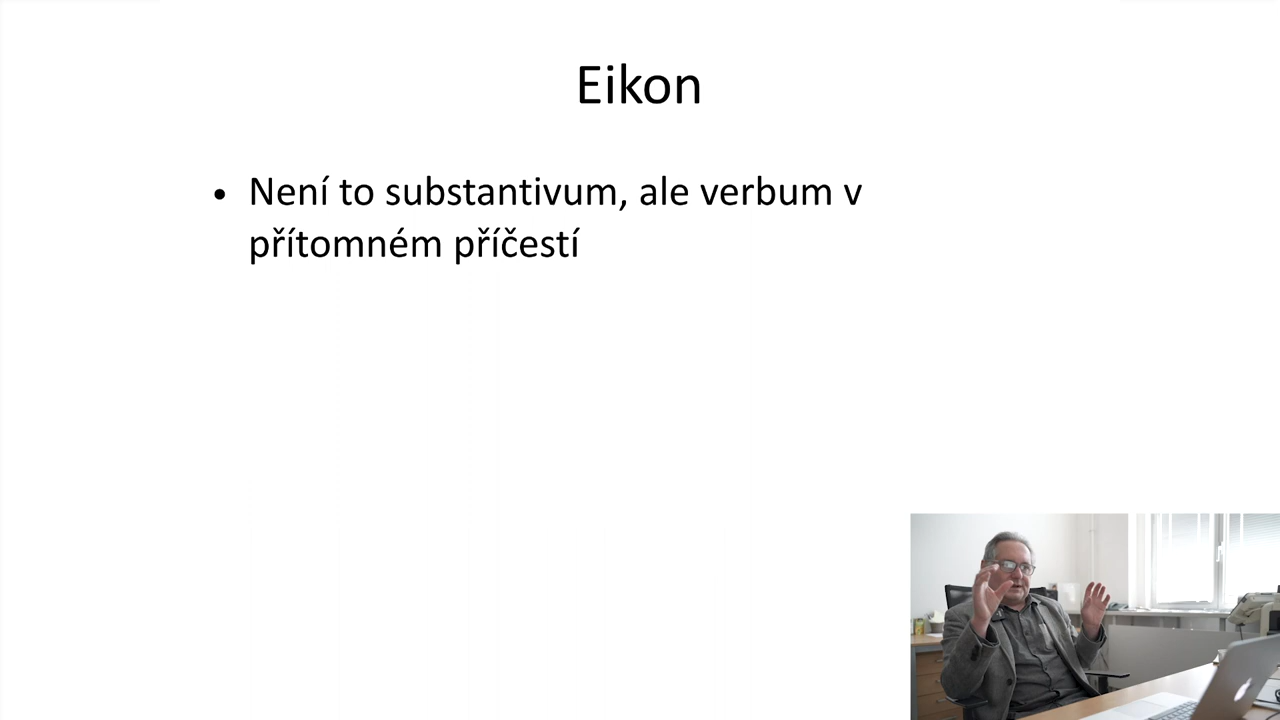 Eikon
• Není to substantivum, ale verbum v
přítomném příčestí